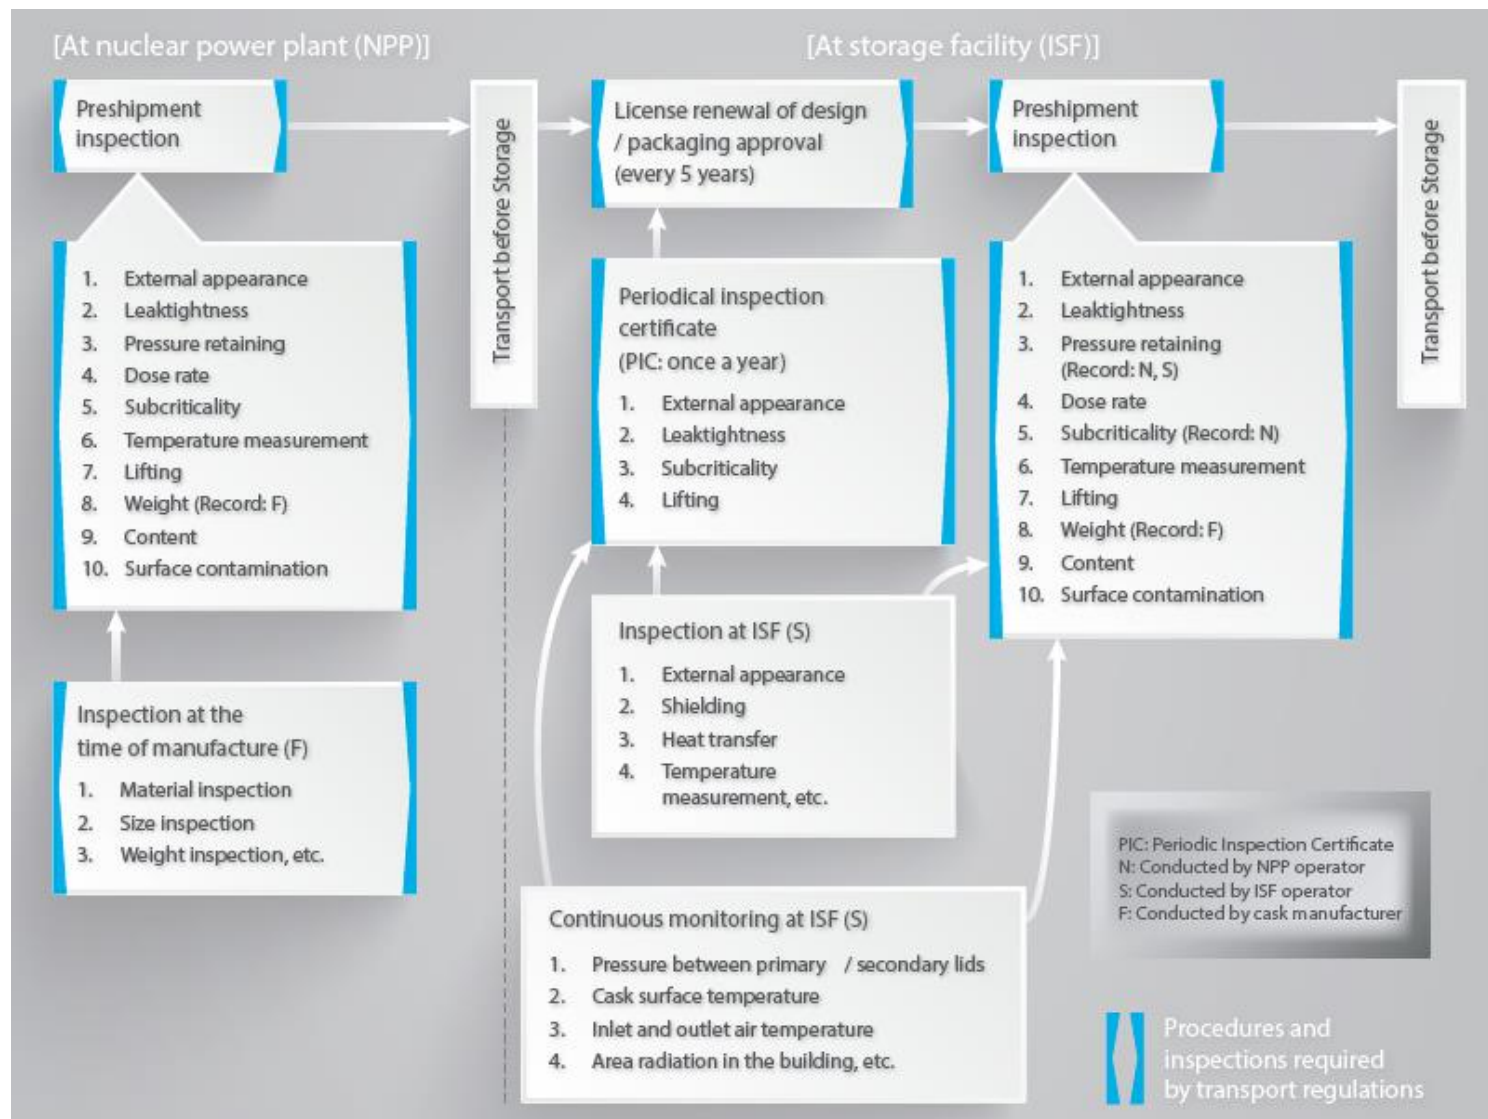 [At nuclear power plant (NPP)]
[At storage facility (ISF)]
Preshipment
inspection
1. External appearance
2. Leaktightness
3. Pressure retaining
4. Dose rate
5. Subcriticality
6. Temperature measurement
7. Lifting
8. Weight (Record: F)
9. Content
10. Surface contamination
Inspection at the
time of manufacture (F)
1. Material inspection
2. Size inspection
3. Weight inspection, etc.
Transport before Storage
License renewal of design
/ packaging approval
(every 5 years)
Periodical inspection
certificate
(PIC: once a year)
1. External appearance
2. Leaktightness
3. Subcriticality
4. Lifting
Inspection at ISF (S)
1. External appearance
2. Shielding
3. Heat transfer
4. Temperature
measurement, etc.
Continuous monitoring at ISF (S)
1. Pressure between primary / secondary lids
2. Cask surface temperature
3. Inlet and outlet air temperature
4. Area radiation in the building, etc.
Preshipment
inspection
1. External appearance
2. Leaktightness
3. Pressure retaining
(Record: N, S)
4. Dose rate
5. Subcriticality (Record: N)
6. Temperature measurement
7. Lifting
8. Weight (Record: F)
9. Content
10. Surface contamination
Transport before Storage
PIC: Periodic Inspection Certificate
N: Conducted by NPP operator
S: Conducted by ISF operator
F: Conducted by cask manufacturer
Procedures and
inspections required
by transport regulations